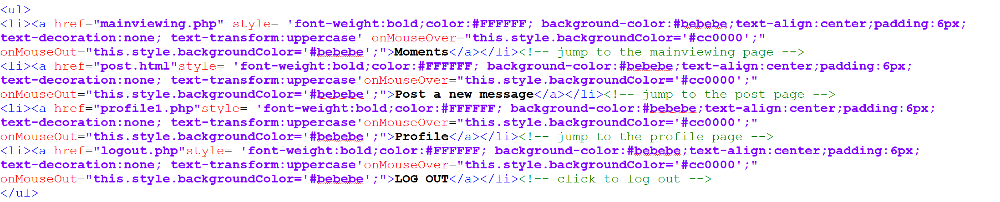 <ul>
<li><a href="mainviewing.php" style= 'font-weight:bold;color:#FFFFFF; background-color:#bebebe;text-align:center;padding:6px;
text-decoration:none; text-transform:uppercase' onMouseOver="this.style.backgroundColor='#cc0000';"
onMouseOut="this.style.backgroundColor='#bebebe';">Moments</a></li><!-- jump to the mainviewing page -->
<li><a href="post.html"style= 'font-weight:bold;color:#FFFFFF; background-color:#bebebe;text-align:center;padding:6px;
text-decoration:none; text-transform:uppercase'onMouseOver="this.style.backgroundColor='#cc0000';"
onMouseOut="this.style.backgroundColor='#bebebe';">Post a new message</a></li><!-- jump to the post page -->
<li><a href="profile1.php"style= 'font-weight:bold;color:#FFFFFF; background-color:#bebebe;text-align:center;padding:6px;
text-decoration:none; text-transform:uppercase'onMouseOver="this.style.backgroundColor='#cc0000';"
onMouseOut="this.style.backgroundColor='#bebebe';">Profile</a></li><!-- jump to the profile page -->
<li><a href="logout.php"style= 'font-weight:bold;color:#FFFFFF; background-color:#bebebe;text-align:center;padding:6px;
text-decoration:none; text-transform:uppercase'onMouseOver="this.style.backgroundColor='#cc0000';"
onMouseOut="this.style.backgroundColor='#bebebe';">LOG OUT</a></li><!-- click to log out -->
</ul>